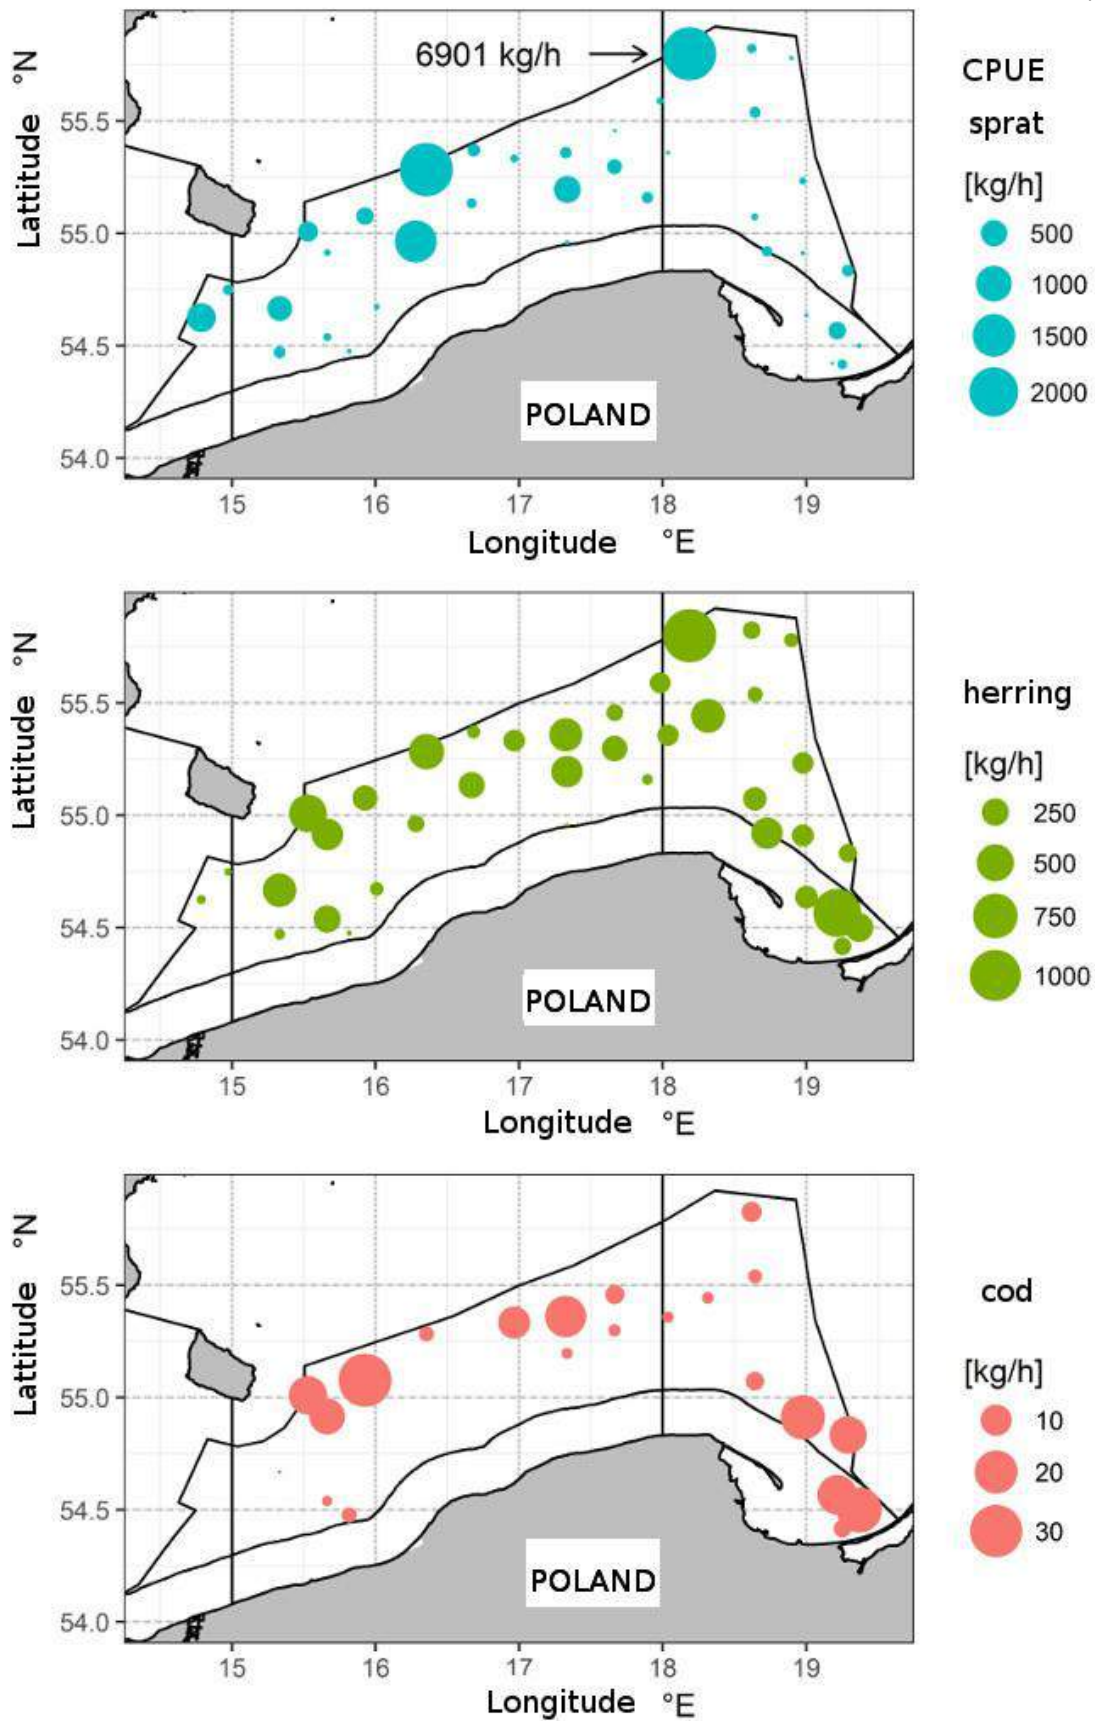 6901 kg/h
CPUE
sprat
[kg/h]
500
1000
1500
2000
Lattitude °N
55.5
55.0
54.5
54.0
POLAND
15 16 17 18 19
Longitude °E
herring
[kg/h]
250
500
750
1000
Lattitude °N
55.5
55.0
54.5
54.0
POLAND
15 16 17 18 19
Longitude °E
cod
[kg/h]
10
20
30
Lattitude °N
55.5
55.0
54.5
54.0
POLAND
15 16 17 18 19
Longitude °E